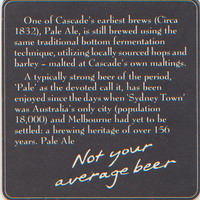 One of Cascade's earliest brews (Circa
1832), Pale Ale, is still brewed using the
same traditional bottom fermentation
technique, utilizing locally sourced hops and
barley – malted at Cascade's own maltings.
A typically strong beer of the period,
'Pale' as the devoted call it, has been
enjoyed since the days when 'Sydney Town'
was Australia's only city (population
18,000) and Melbourne had yet to be
settled: a brewing heritage of over 156
years. Pale Ale
Not your
average beer